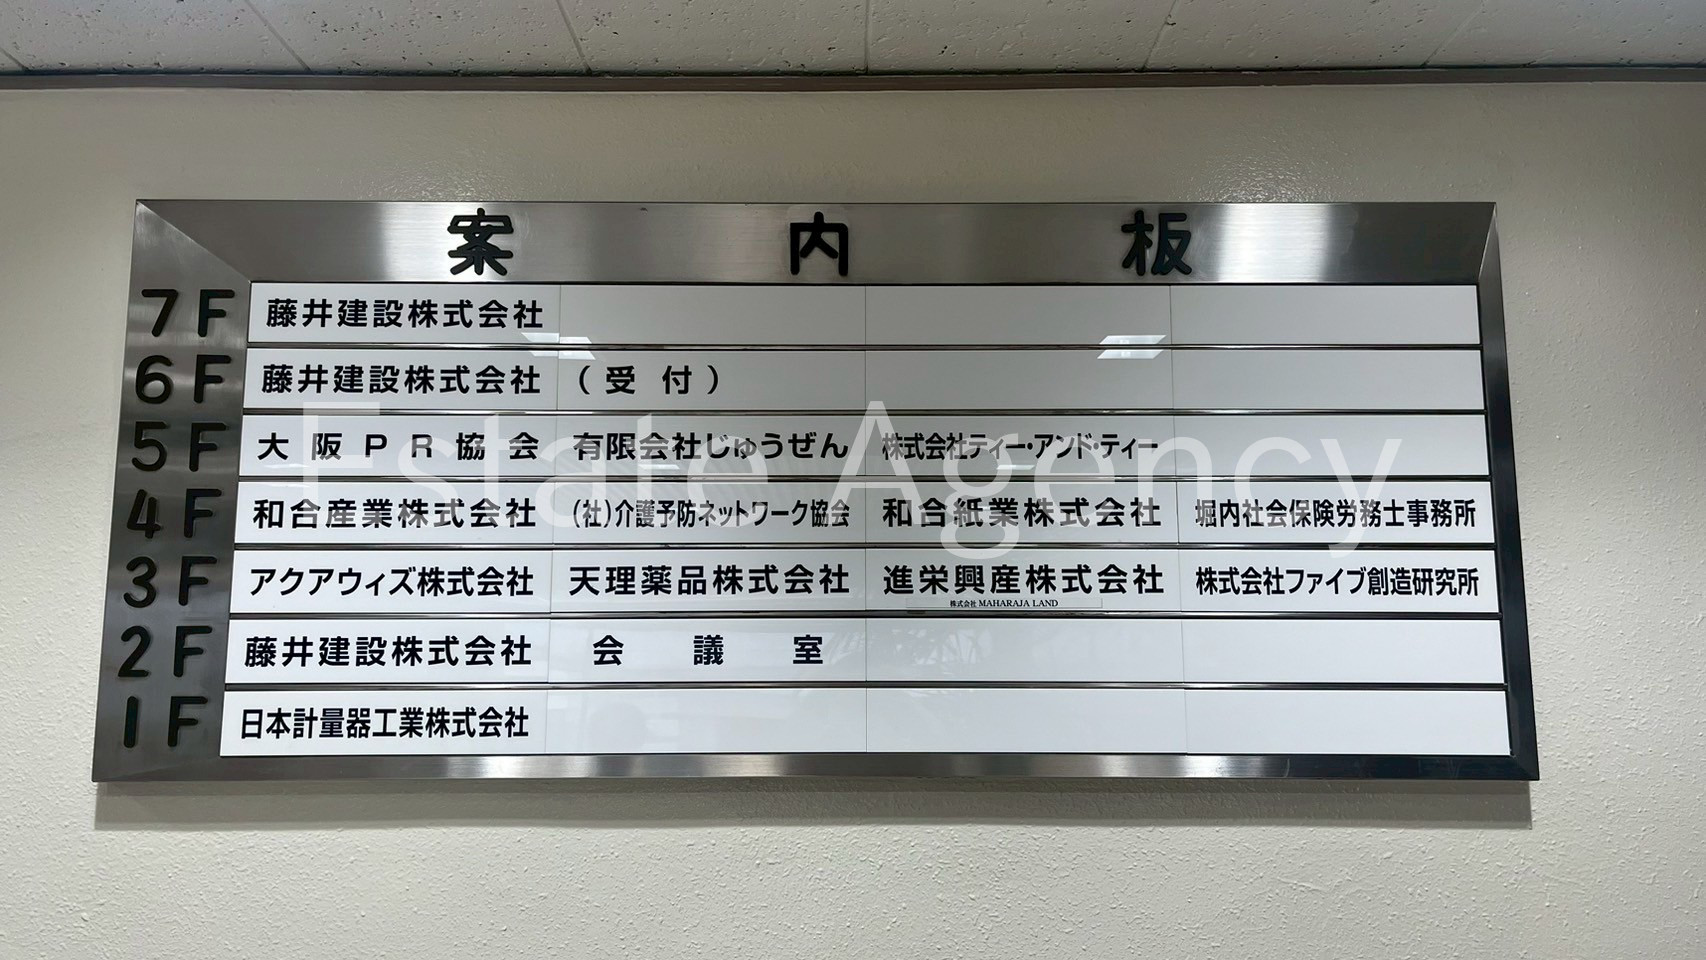 案内板
7F 藤井建設株式会社
6F 藤井建設株式会社 (受付)
5F 大阪PR協会 有限会社じゅうぜん 株式会社ティー・アンド・ティー
4F 和合産業株式会社 (社)介護予防ネットワーク協会 和合紙業株式会社 堀内社会保険労務士事務所
3F アクアウィズ株式会社 天理薬品株式会社 進栄興産株式会社 株式会社ファイブ創造研究所
株式会社 MAHARAJA LAND
2F 藤井建設株式会社 会議室
1F 日本計量器工業株式会社
Estate Agency